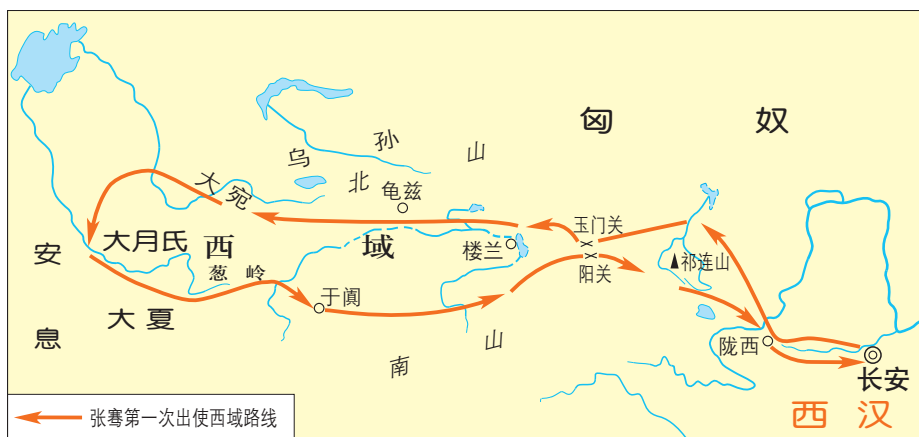 匈奴
乌孙
北山
大宛
龟兹
玉门关
大月氏
西域
楼兰
祁连山
安息
葱岭
阳关
于阗
大夏
南山
陇西
长安
西汉
张骞第一次出使西域路线